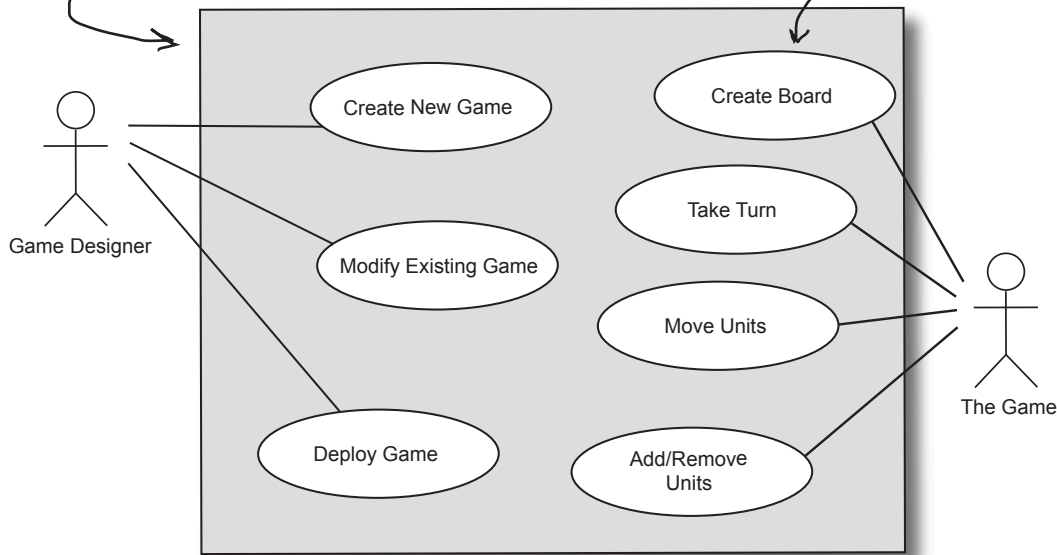 Create New Game
Create Board
Take Turn
Game Designer
Modify Existing Game
Move Units
The Game
Deploy Game
Add/Remove
Units